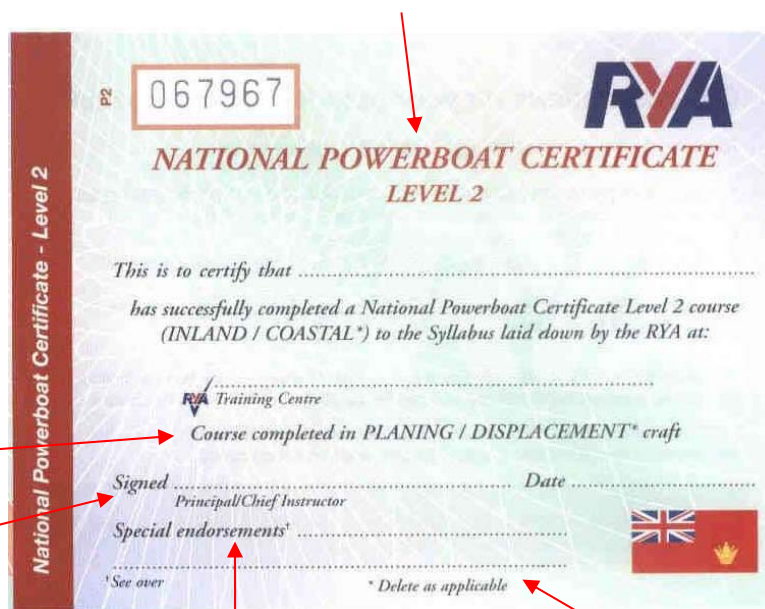 P2
067967
RYA
NATIONAL POWERBOAT CERTIFICATE
LEVEL 2
National Powerboat Certificate - Level 2
This is to certify that ........................................
has successfully completed a National Powerboat Certificate Level 2 course
(INLAND / COASTAL*) to the Syllabus laid down by the RYA at:
........................................
RYA Training Centre
Course completed in PLANING / DISPLACEMENT* craft
Signed ........................................ Date ........................................
Principal/Chief Instructor
Special endorsements† ........................................
........................................
†See over * Delete as applicable